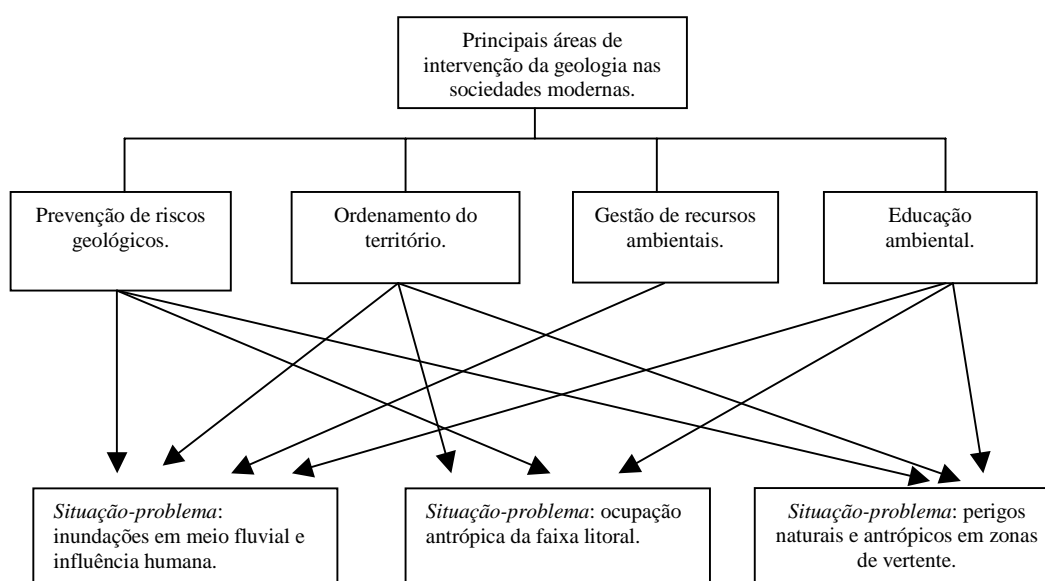 Principais áreas de
intervenção da geologia nas
sociedades modernas.
Prevenção de riscos
geológicos.
Ordenamento do
território.
Gestão de recursos
ambientais.
Educação
ambiental.
Situação-problema:
inundações em meio fluvial e
influência humana.
Situação-problema: ocupação
antrópica da faixa litoral.
Situação-problema: perigos
naturais e antrópicos em zonas
de vertente.